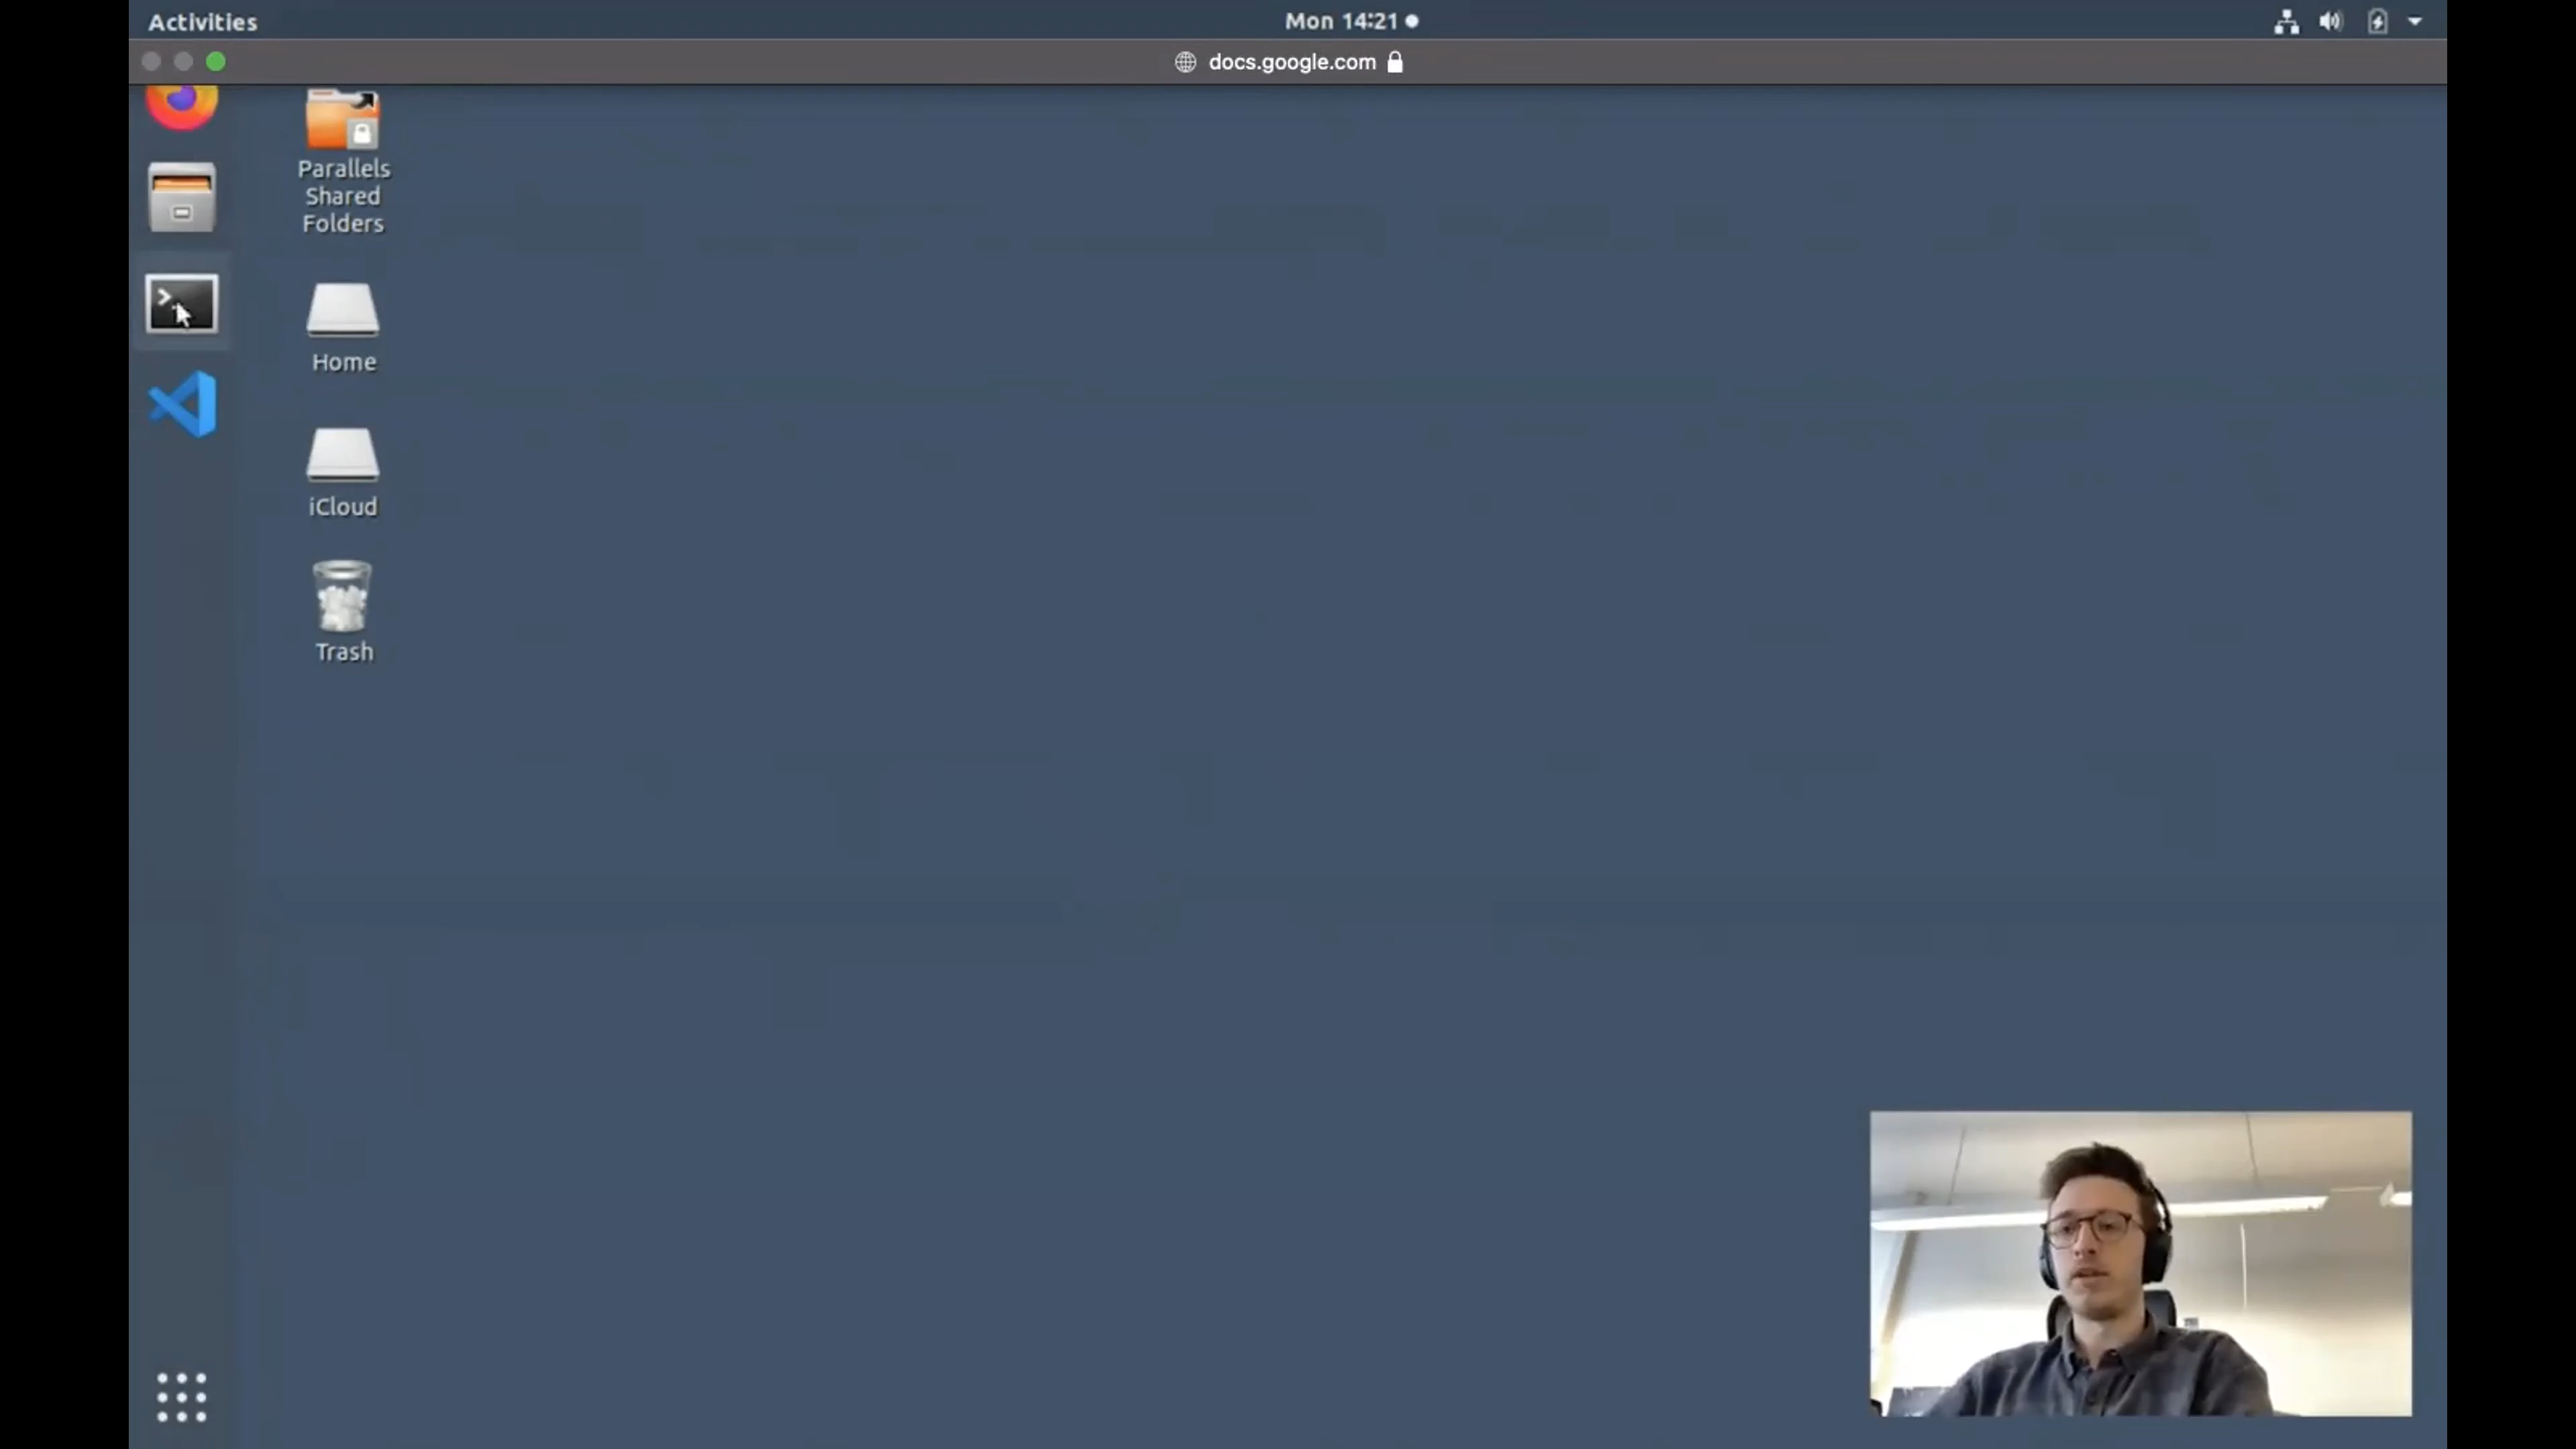 Activities
Mon 14:21
docs.google.com
Parallels
Shared
Folders
Home
iCloud
Trash